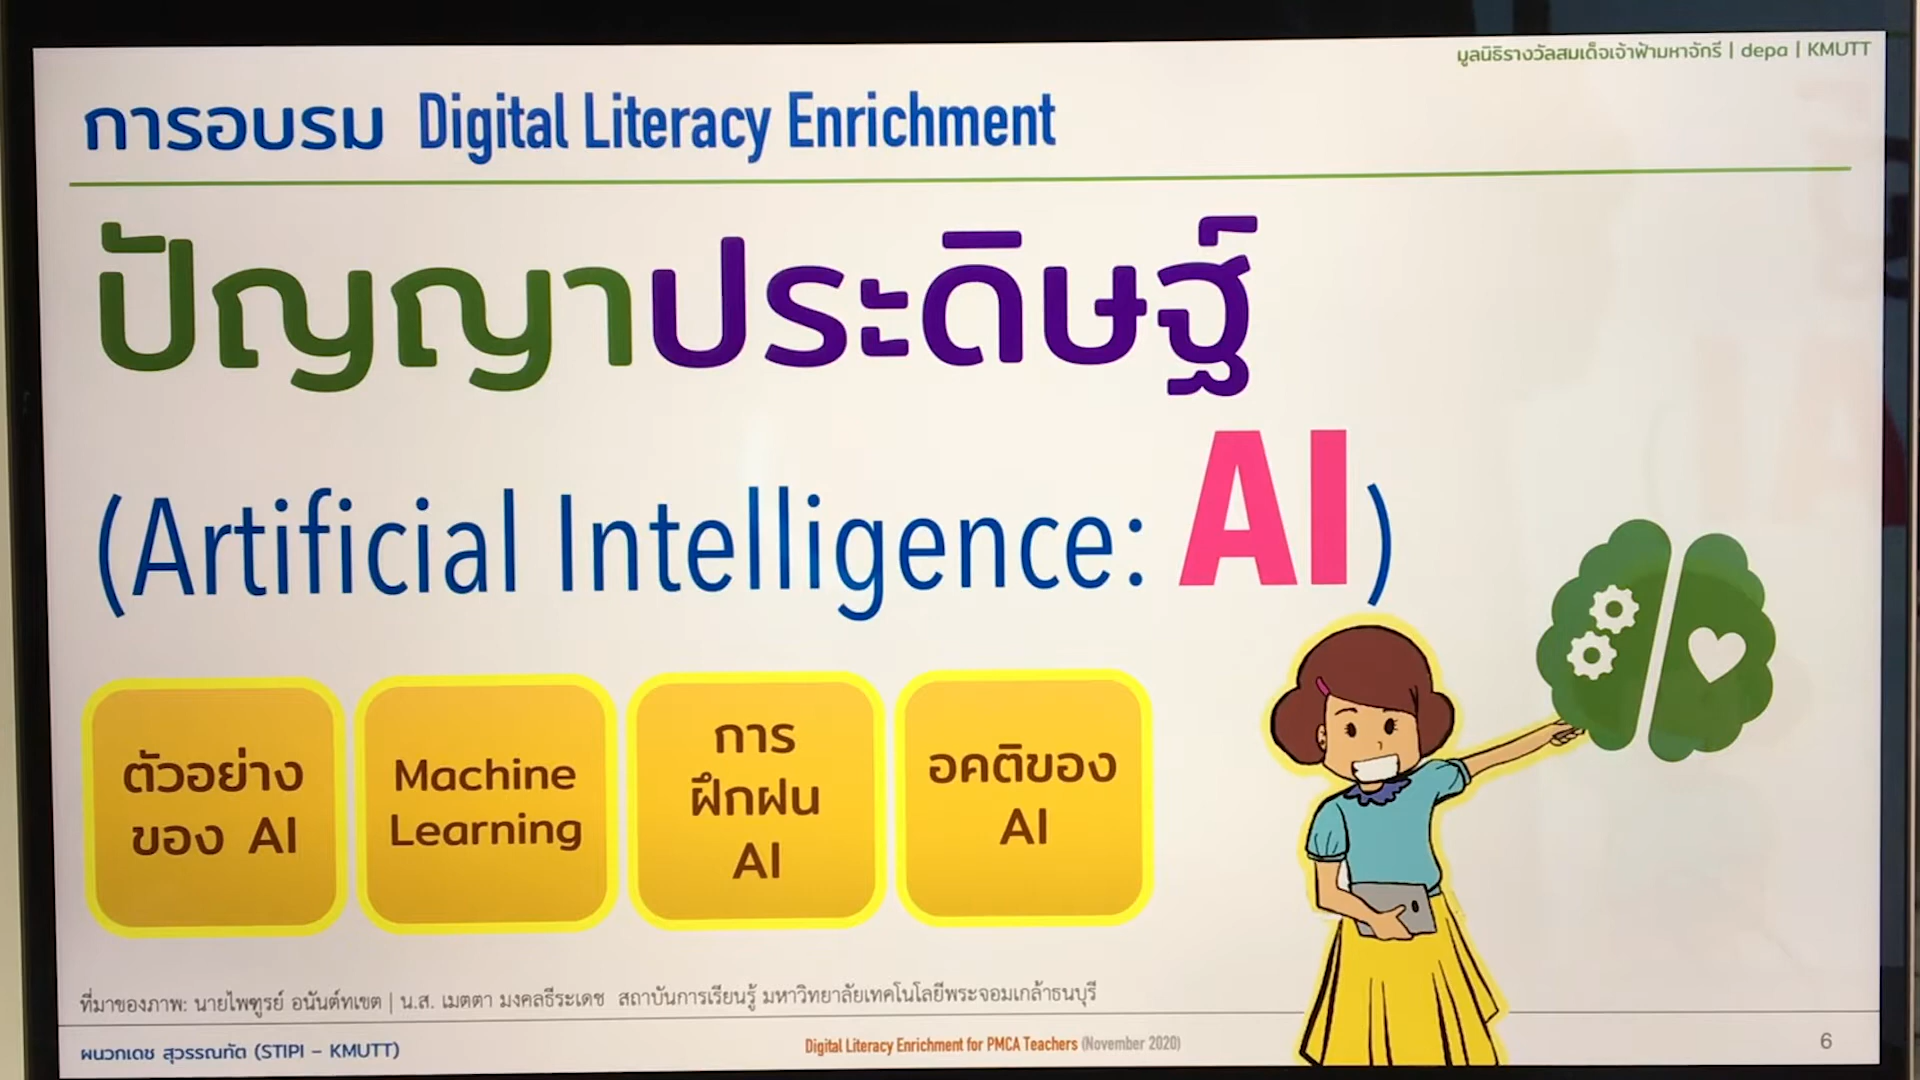 มูลนิธิรางวัลสมเด็จเจ้าฟ้ามหาจักรี | depa | KMUTT
การอบรม Digital Literacy Enrichment
ปัญญาประดิษฐ์
(Artificial Intelligence: AI)
ตัวอย่าง
ของ AI
Machine
Learning
การ
ฝึกฝน
AI
อคติของ
AI
ที่มาของภาพ: นายไพฑูรย์ อนันต์ทเขต | น.ส. เมตตา มงคลธีระเดช สถาบันการเรียนรู้ มหาวิทยาลัยเทคโนโลยีพระจอมเกล้าธนบุรี
ผนวกเดช สุวรรณทัต (STIPI – KMUTT)
Digital Literacy Enrichment for PMCA Teachers (November 2020)
6